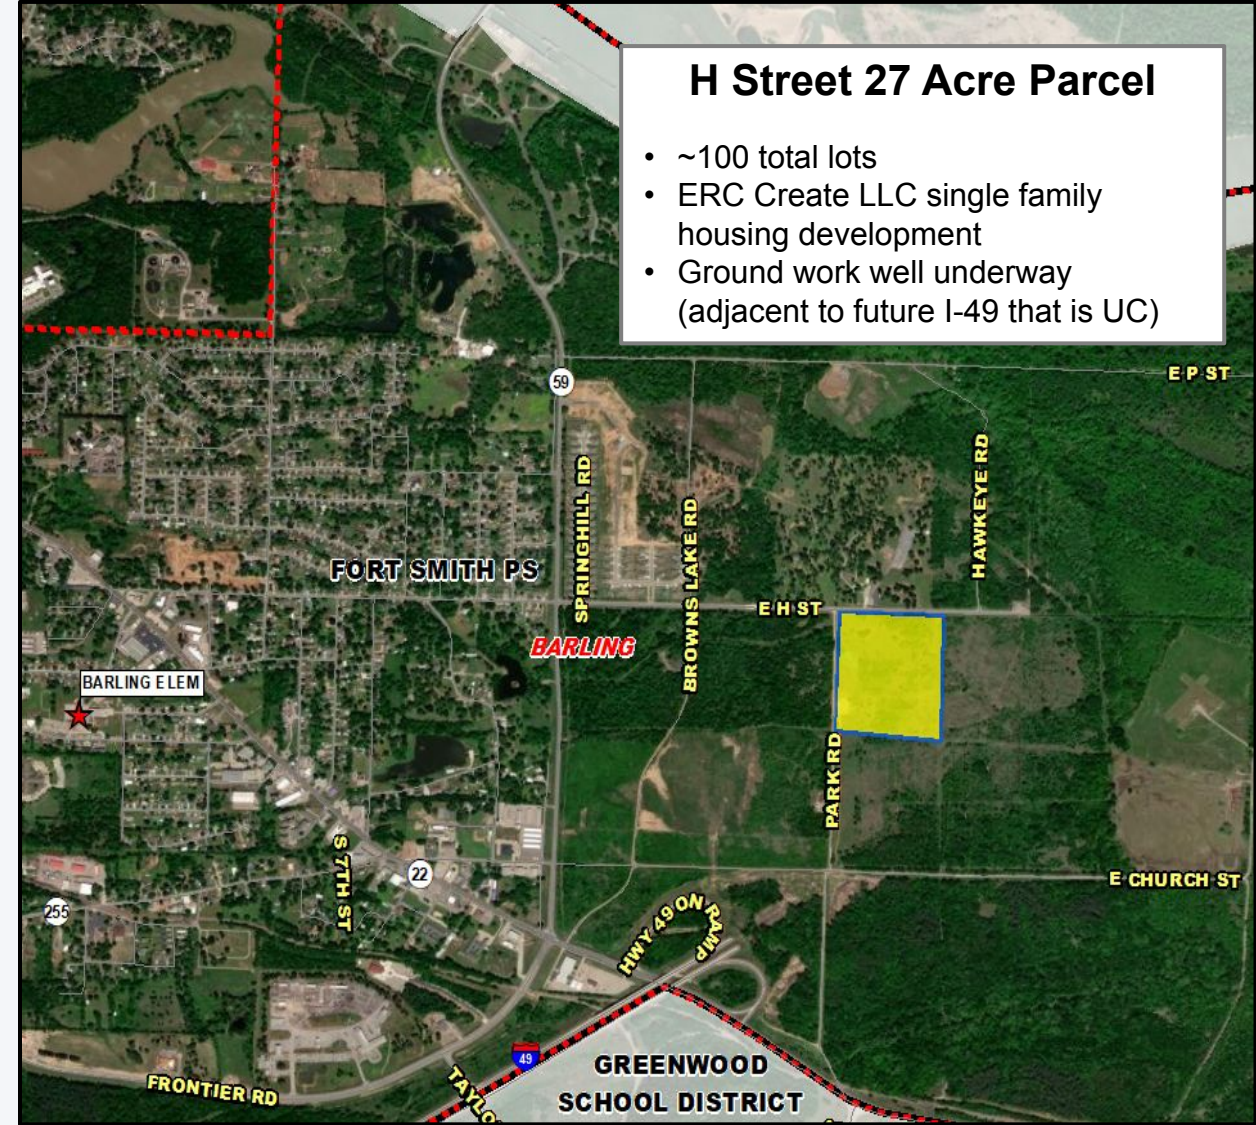 H Street 27 Acre Parcel
• ~100 total lots
• ERC Create LLC single family
housing development
• Ground work well underway
(adjacent to future I-49 that is UC)
E P ST
59
HAWKEYE RD
SPRINGHILL RD
BROWNS LAKE RD
FORT SMITH PS
E H ST
BARLING
BARLING ELEM
PARK RD
S 7TH ST
22
E CHURCH ST
255
HWY 49 ON RAMP
49
GREENWOOD
SCHOOL DISTRICT
FRONTIER RD
TAYLO